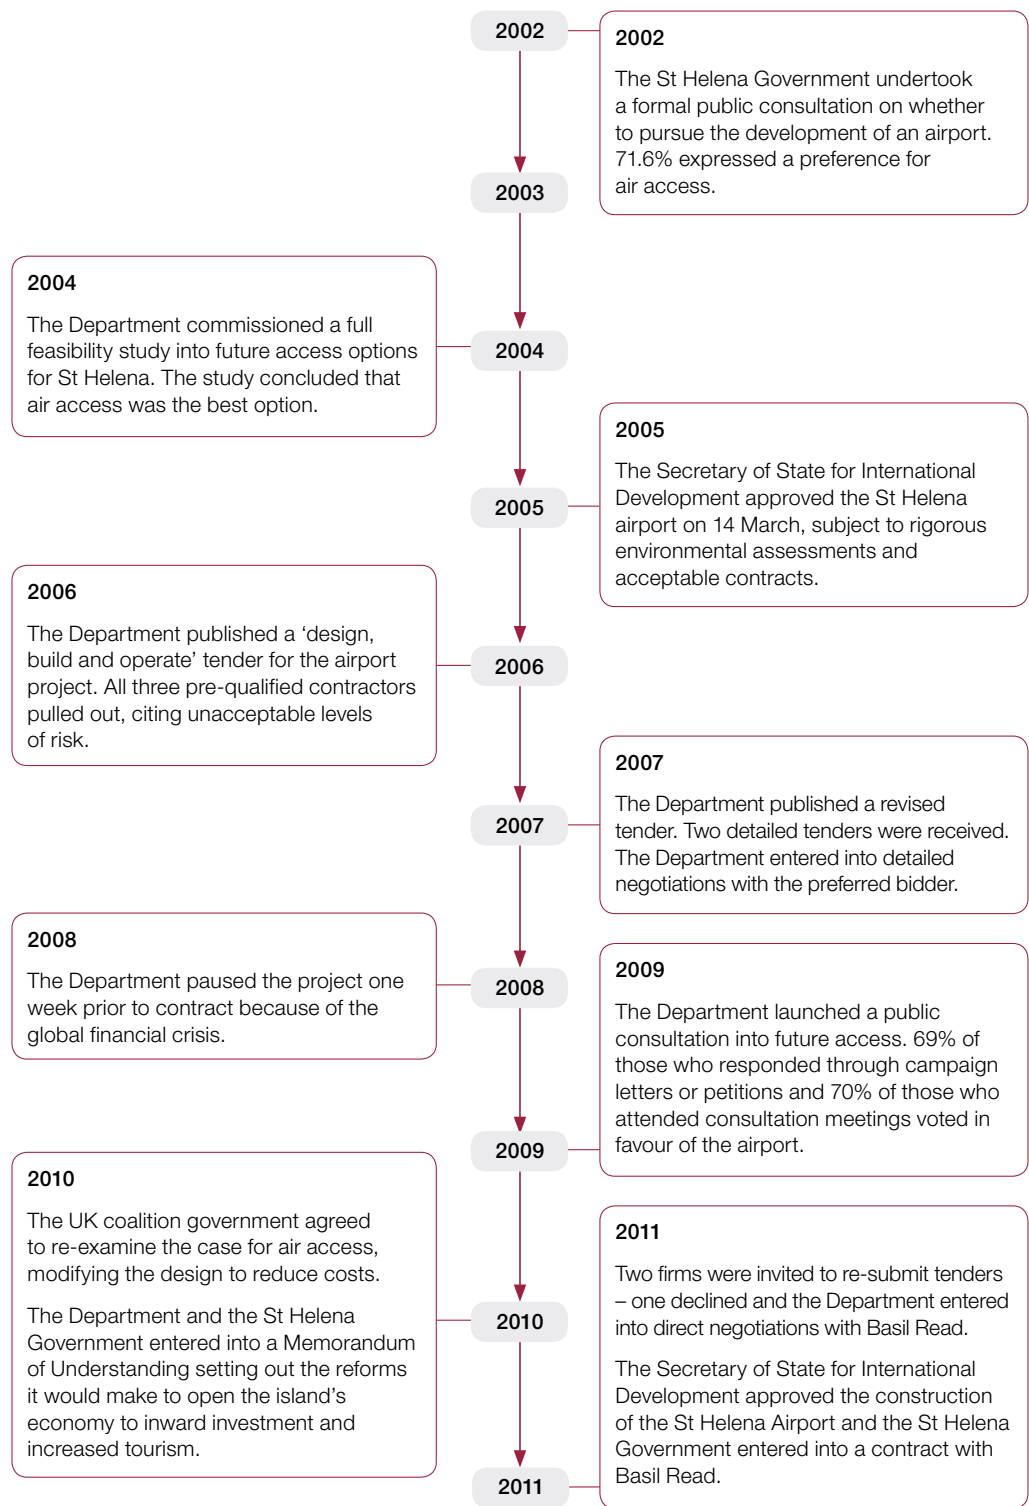 2002
2002
The St Helena Government undertook
a formal public consultation on whether
to pursue the development of an airport.
71.6% expressed a preference for
air access.
2003
2004
The Department commissioned a full
feasibility study into future access options
for St Helena. The study concluded that
air access was the best option.
2004
2005
The Secretary of State for International
Development approved the St Helena
airport on 14 March, subject to rigorous
environmental assessments and
acceptable contracts.
2005
2006
The Department published a ‘design,
build and operate’ tender for the airport
project. All three pre-qualified contractors
pulled out, citing unacceptable levels
of risk.
2006
2007
The Department published a revised
tender. Two detailed tenders were received.
The Department entered into detailed
negotiations with the preferred bidder.
2007
2008
The Department paused the project one
week prior to contract because of the
global financial crisis.
2008
2009
The Department launched a public
consultation into future access. 69% of
those who responded through campaign
letters or petitions and 70% of those who
attended consultation meetings voted in
favour of the airport.
2009
2010
The UK coalition government agreed
to re-examine the case for air access,
modifying the design to reduce costs.
The Department and the St Helena
Government entered into a Memorandum
of Understanding setting out the reforms
it would make to open the island’s
economy to inward investment and
increased tourism.
2010
2011
Two firms were invited to re-submit tenders
– one declined and the Department entered
into direct negotiations with Basil Read.
The Secretary of State for International
Development approved the construction
of the St Helena Airport and the St Helena
Government entered into a contract with
Basil Read.
2011